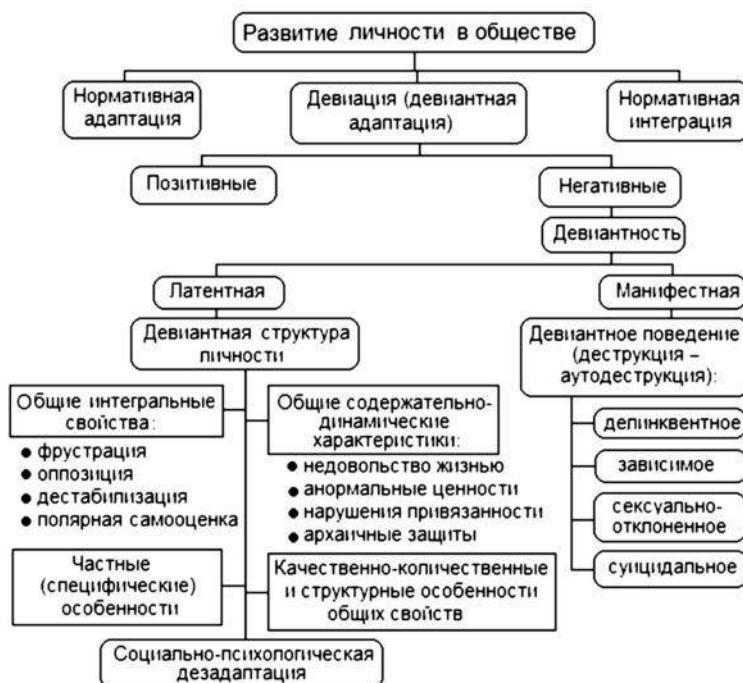 Развитие личности в обществе
Нормативная
адаптация
Девиация (девиантная
адаптация)
Нормативная
интеграция
Позитивные
Негативные
Девиантность
Латентная
Манифестная
Девиантная структура
личности
Девиантное поведение
(деструкция –
аутодеструкция):
Общие интегральные
свойства:
● фрустрация
● оппозиция
● дестабилизация
● полярная самооценка
Общие содержательно-
динамические
характеристики:
● недовольство жизнью
● анормальные ценности
● нарушения привязанности
● архаичные защиты
делинквентное
зависимое
сексуально-
отклоненное
суицидальное
Частные
(специфические)
особенности
Качественно-количественные
и структурные особенности
общих свойств
Социально-психологическая
дезадаптация